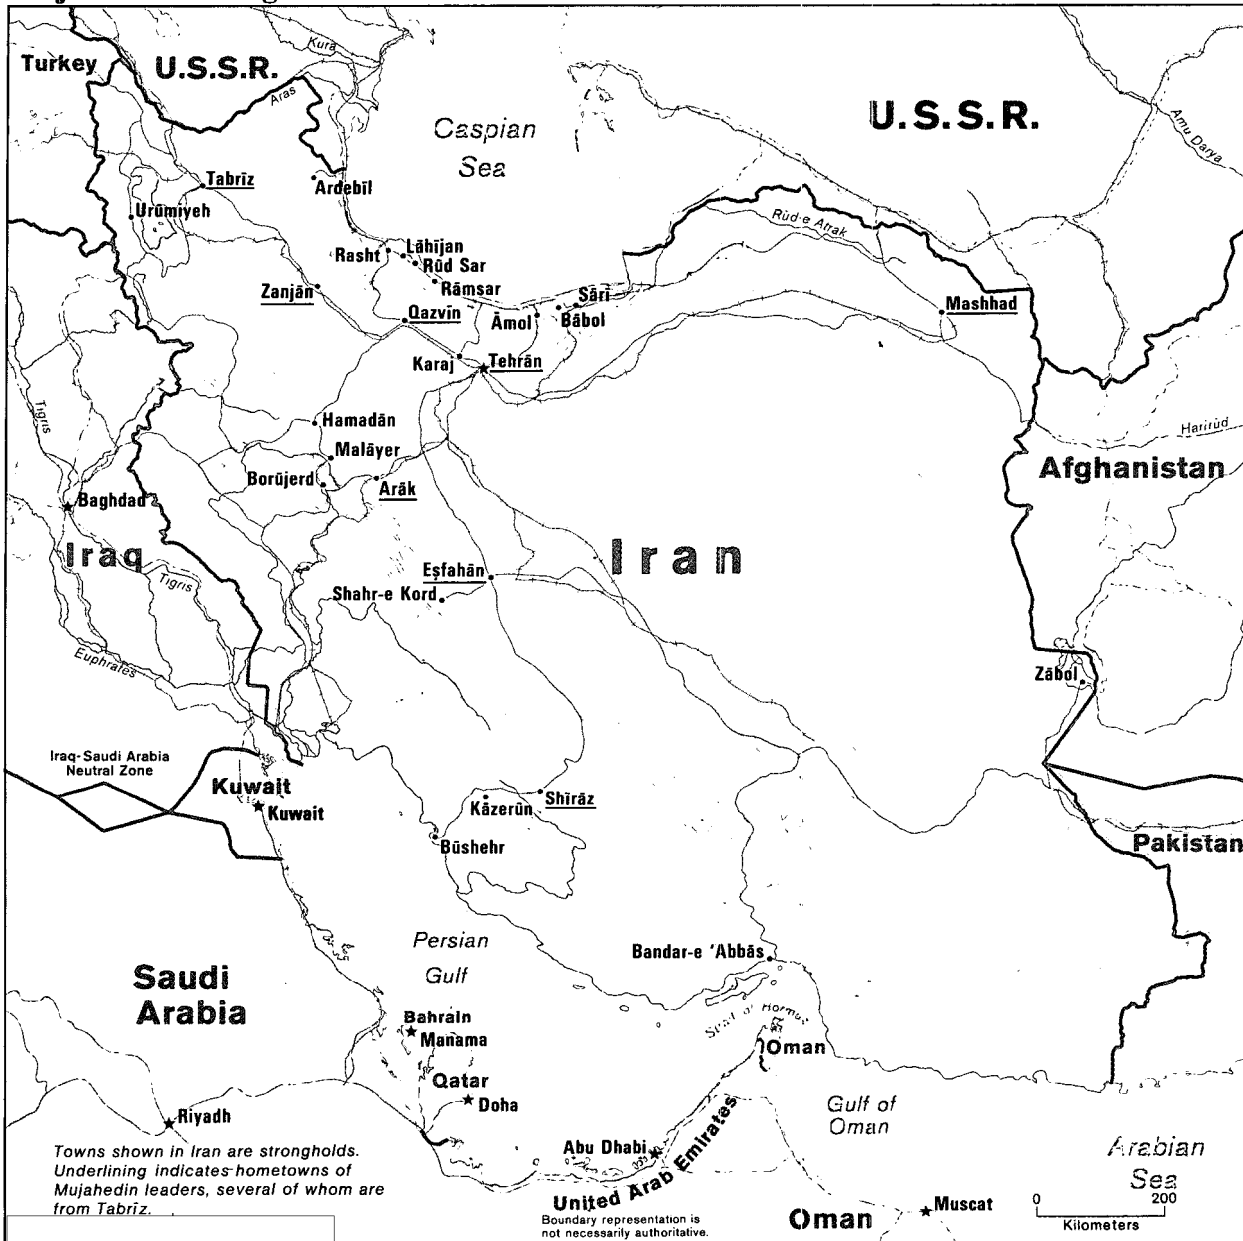 Turkey
U.S.S.R.
Kura
Aras
Caspian
Sea
U.S.S.R.
Amu Darya
Tabrīz
Ardebīl
Urūmīyeh
Rūd-e Atrak
Rasht
Lāhījan
Rūd Sar
Rāmsar
Zanjān
Qazvīn
Āmol
Sārī
Bābol
Mashhad
Karaj
Tehrān
Tigris
Hamadān
Malāyer
Borūjerd
Arāk
Harīrūd
Afghanistan
Baghdad
Iraq
Tigris
Iran
Eşfahān
Shahr-e Kord
Euphrates
Zābol
Iraq-Saudi Arabia
Neutral Zone
Kuwait
Kuwait
Kāzerūn
Shīrāz
Būshehr
Pakistan
Persian
Gulf
Bandar-e 'Abbās
Saudi
Arabia
Bahrain
Manama
Oman
Qatar
Doha
Riyadh
Gulf of
Oman
Abu Dhabi
United Arab Emirates
Arabian
Sea
Towns shown in Iran are strongholds.
Underlining indicates hometowns of
Mujahedin leaders, several of whom are
from Tabrīz.
Boundary representation is
not necessarily authoritative.
Oman
Muscat
0 200
Kilometers